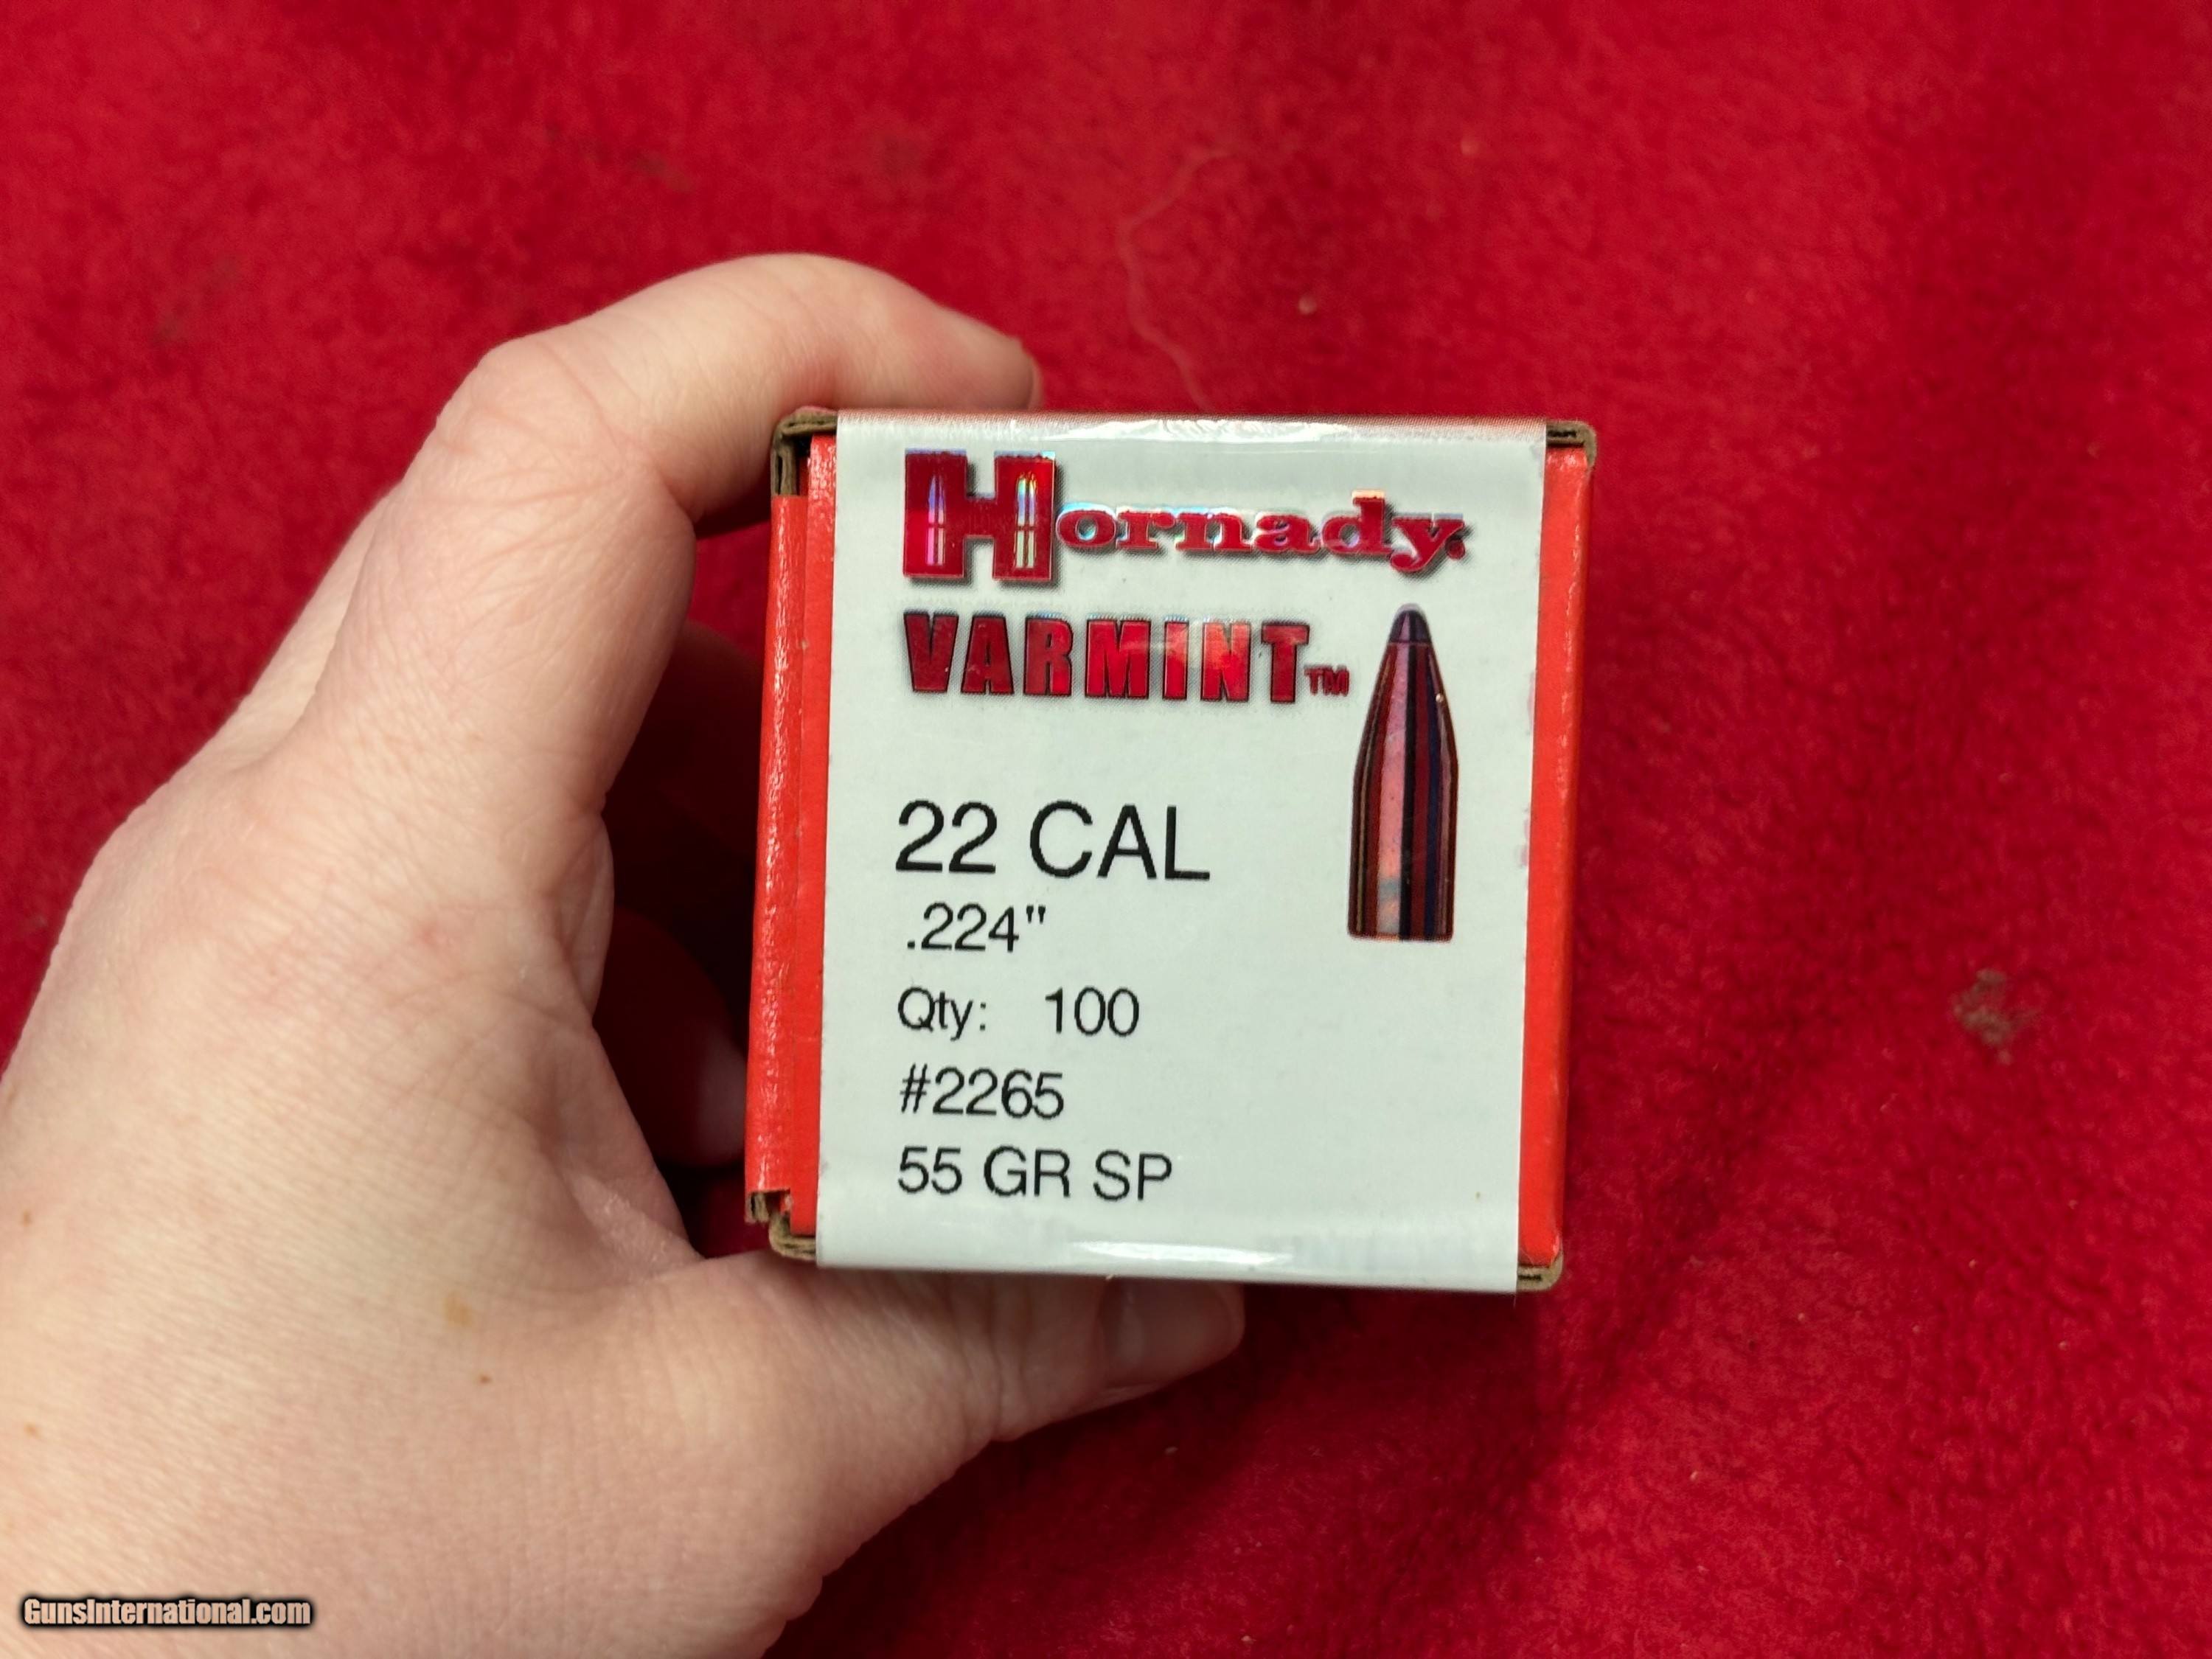 Hornady
VARMINT™
22 CAL
.224"
Qty: 100
#2265
55 GR SP
GunsInternational.com